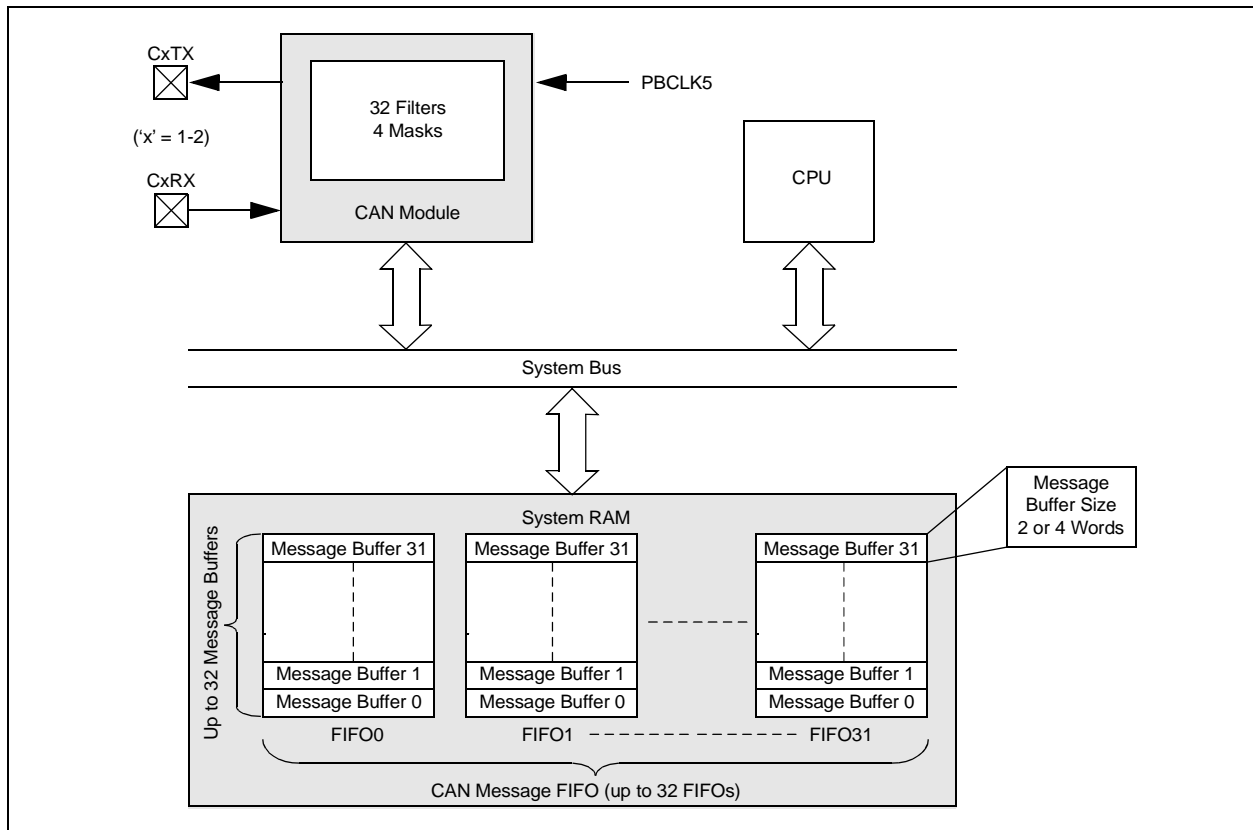 CxTX
PBCLK5
32 Filters
4 Masks
(‘x’ = 1-2)
CPU
CxRX
CAN Module
System Bus
Message
Buffer Size
2 or 4 Words
System RAM
Up to 32 Message Buffers
Message Buffer 31
Message Buffer 31
Message Buffer 31
Message Buffer 1
Message Buffer 1
Message Buffer 1
Message Buffer 0
Message Buffer 0
Message Buffer 0
FIFO0
FIFO1
FIFO31
CAN Message FIFO (up to 32 FIFOs)